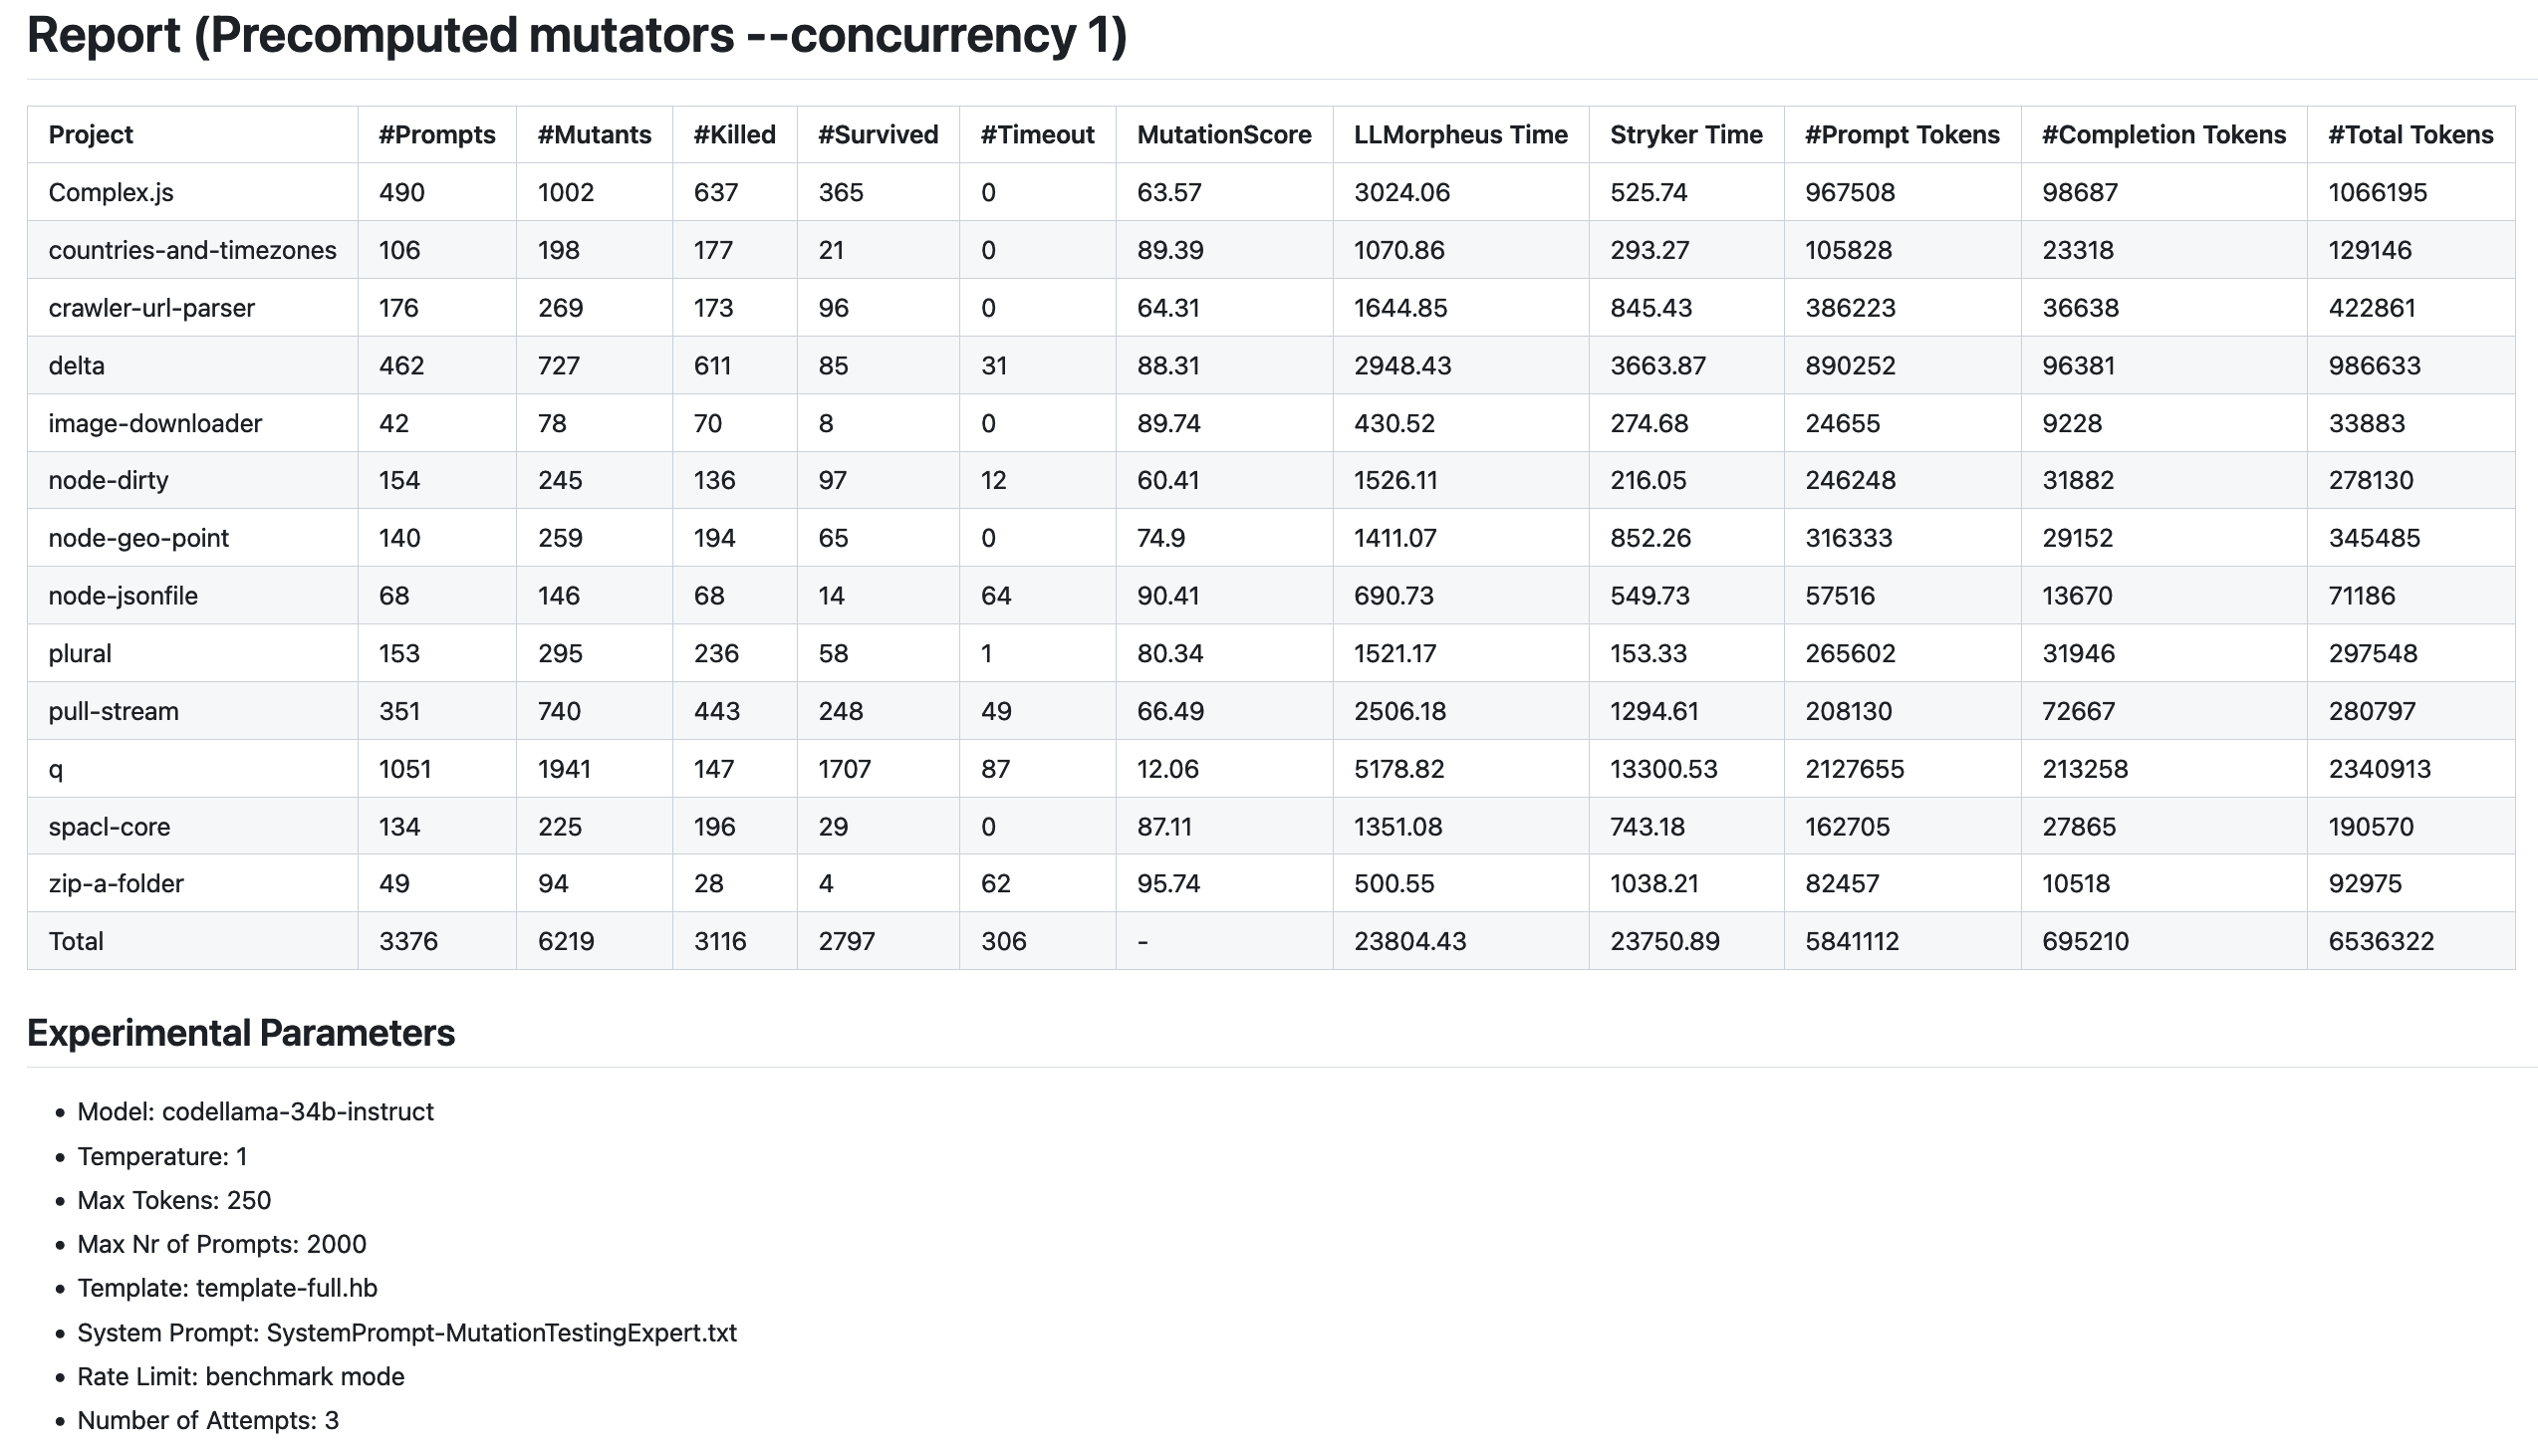 Report (Precomputed mutators --concurrency 1)
Project #Prompts #Mutants #Killed #Survived #Timeout MutationScore LLMorpheus Time Stryker Time #Prompt Tokens #Completion Tokens #Total Tokens
Complex.js 490 1002 637 365 0 63.57 3024.06 525.74 967508 98687 1066195
countries-and-timezones 106 198 177 21 0 89.39 1070.86 293.27 105828 23318 129146
crawler-url-parser 176 269 173 96 0 64.31 1644.85 845.43 386223 36638 422861
delta 462 727 611 85 31 88.31 2948.43 3663.87 890252 96381 986633
image-downloader 42 78 70 8 0 89.74 430.52 274.68 24655 9228 33883
node-dirty 154 245 136 97 12 60.41 1526.11 216.05 246248 31882 278130
node-geo-point 140 259 194 65 0 74.9 1411.07 852.26 316333 29152 345485
node-jsonfile 68 146 68 14 64 90.41 690.73 549.73 57516 13670 71186
plural 153 295 236 58 1 80.34 1521.17 153.33 265602 31946 297548
pull-stream 351 740 443 248 49 66.49 2506.18 1294.61 208130 72667 280797
q 1051 1941 147 1707 87 12.06 5178.82 13300.53 2127655 213258 2340913
spacl-core 134 225 196 29 0 87.11 1351.08 743.18 162705 27865 190570
zip-a-folder 49 94 28 4 62 95.74 500.55 1038.21 82457 10518 92975
Total 3376 6219 3116 2797 306 - 23804.43 23750.89 5841112 695210 6536322
Experimental Parameters
• Model: codellama-34b-instruct
• Temperature: 1
• Max Tokens: 250
• Max Nr of Prompts: 2000
• Template: template-full.hb
• System Prompt: SystemPrompt-MutationTestingExpert.txt
• Rate Limit: benchmark mode
• Number of Attempts: 3